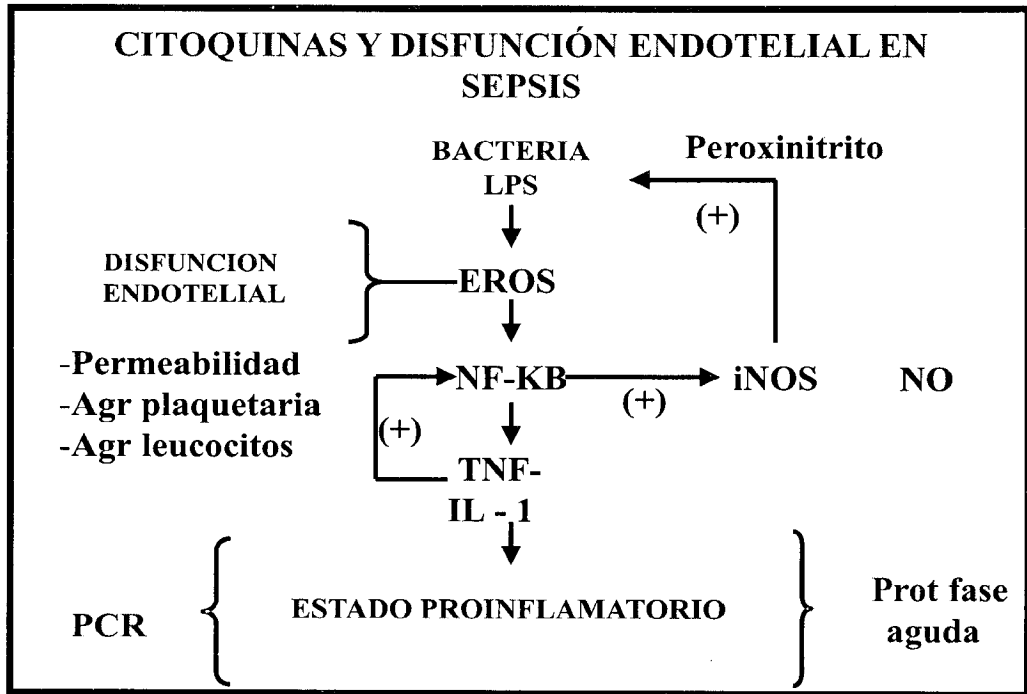 CITOQUINAS Y DISFUNCIÓN ENDOTELIAL EN
SEPSIS
BACTERIA
LPS
Peroxinitrito
(+)
DISFUNCION
ENDOTELIAL
EROS
-Permeabilidad
-Agr plaquetaria
-Agr leucocitos
NF-KB
(+)
iNOS
NO
(+)
TNF-
IL - 1
PCR
ESTADO PROINFLAMATORIO
Prot fase
aguda